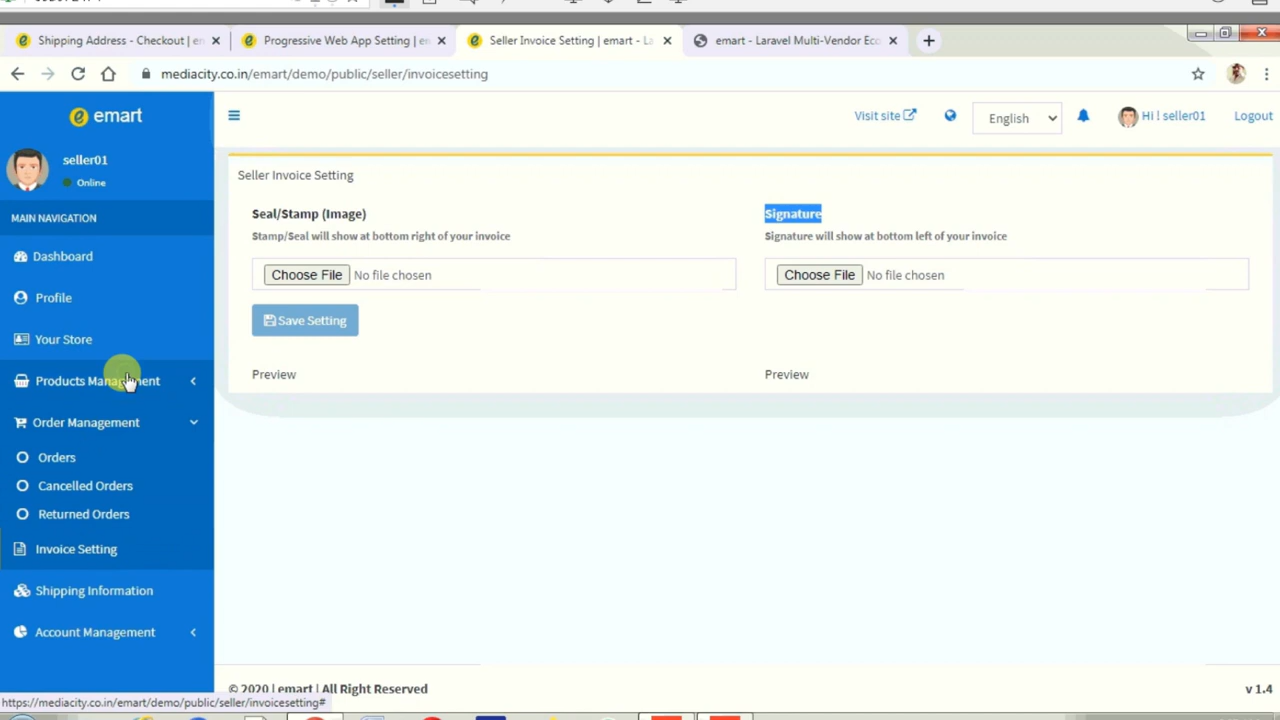 Shipping Address - Checkout | e
Progressive Web App Setting | e
Seller Invoice Setting | emart - La
emart - Laravel Multi-Vendor Eco
mediacity.co.in/emart/demo/public/seller/invoicesetting
emart
Visit site
English
Hi ! seller01
Logout
seller01
Online
MAIN NAVIGATION
Dashboard
Profile
Your Store
Products Management
Order Management
Orders
Cancelled Orders
Returned Orders
Invoice Setting
Shipping Information
Account Management
Seller Invoice Setting
Seal/Stamp (Image)
Stamp/Seal will show at bottom right of your invoice
Choose File No file chosen
Save Setting
Preview
Signature
Signature will show at bottom left of your invoice
Choose File No file chosen
Preview
© 2020 | emart | All Right Reserved
v 1.4
https://mediacity.co.in/emart/demo/public/seller/invoicesetting#